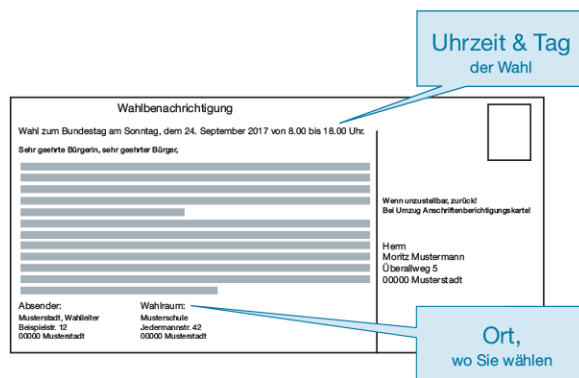 Uhrzeit & Tag
der Wahl
Wahlbenachrichtigung
Wahl zum Bundestag am Sonntag, dem 24. September 2017 von 8.00 bis 18.00 Uhr.
Sehr geehrte Bürgerin, sehr geehrter Bürger,
Wenn unzustellbar, zurück!
Bei Umzug Anschriftenberichtigungskarte!
Herrn
Moritz Mustermann
Überallweg 5
00000 Musterstadt
Absender:
Musterstadt, Wahlleiter
Beispielstr. 12
00000 Musterstadt
Wahlraum:
Musterschule
Jedermannstr. 42
00000 Musterstadt
Ort,
wo Sie wählen